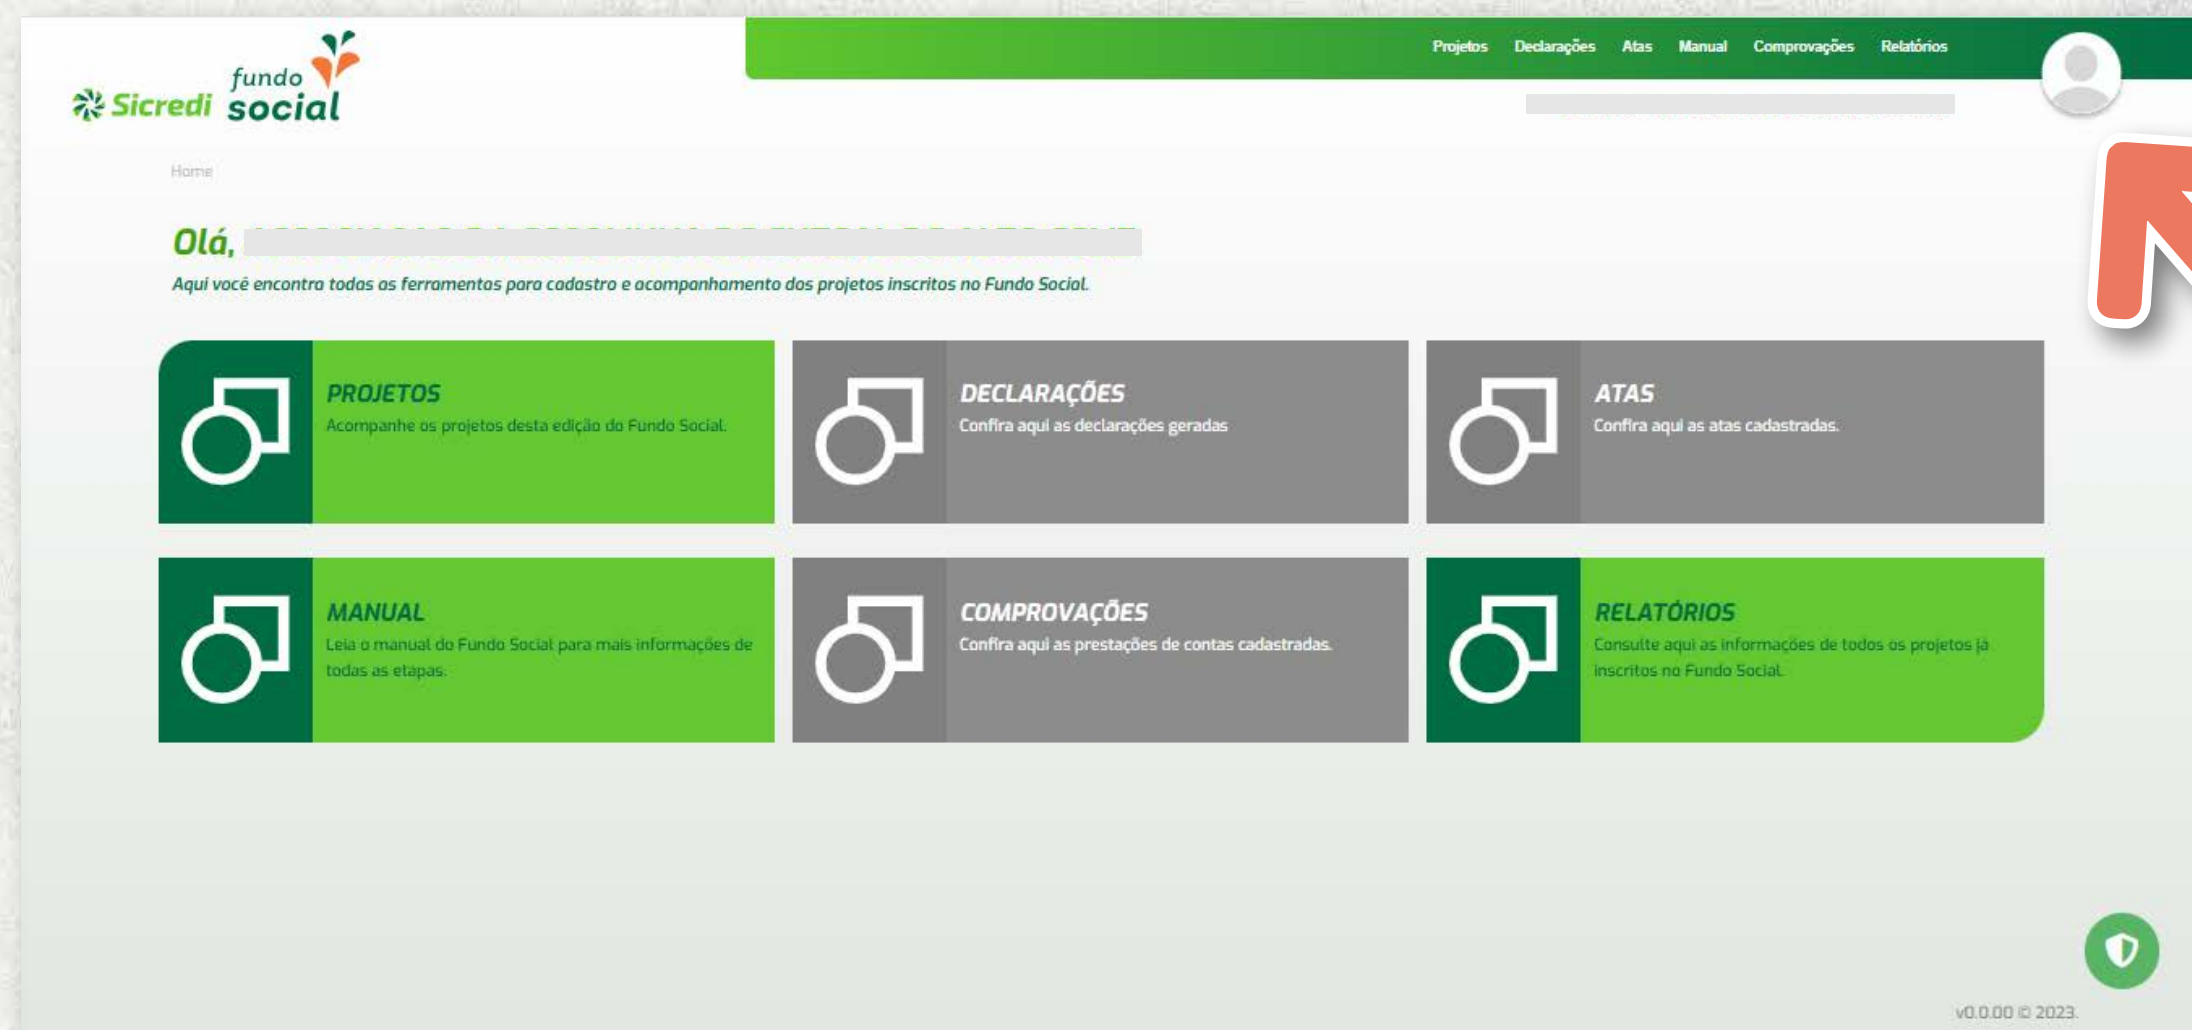 Projetos Declarações Atas Manual Comprovações Relatórios
fundo
Sicredi social
Home
Olá,
Aqui você encontra todas as ferramentas para cadastro e acompanhamento dos projetos inscritos no Fundo Social.
PROJETOS
Acompanhe os projetos desta edição do Fundo Social.
DECLARAÇÕES
Confira aqui as declarações geradas
ATAS
Confira aqui as atas cadastradas.
MANUAL
Leia o manual do Fundo Social para mais informações de
todas as etapas.
COMPROVAÇÕES
Confira aqui as prestações de contas cadastradas.
RELATÓRIOS
Consulte aqui as informações de todos os projetos já
inscritos no Fundo Social.
v0.0.00 © 2023.